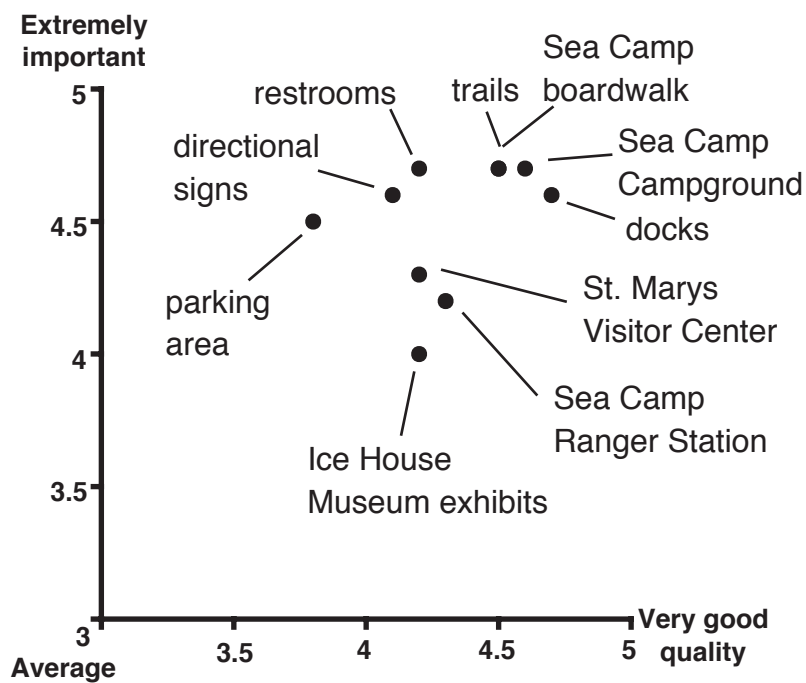 Extremely
important
Sea Camp
boardwalk
trails
restrooms
5
directional
signs
Sea Camp
Campground
docks
4.5
parking
area
St. Marys
Visitor Center
4
Sea Camp
Ranger Station
Ice House
Museum exhibits
3.5
3
Average
3.5
4
4.5
5
Very good
quality